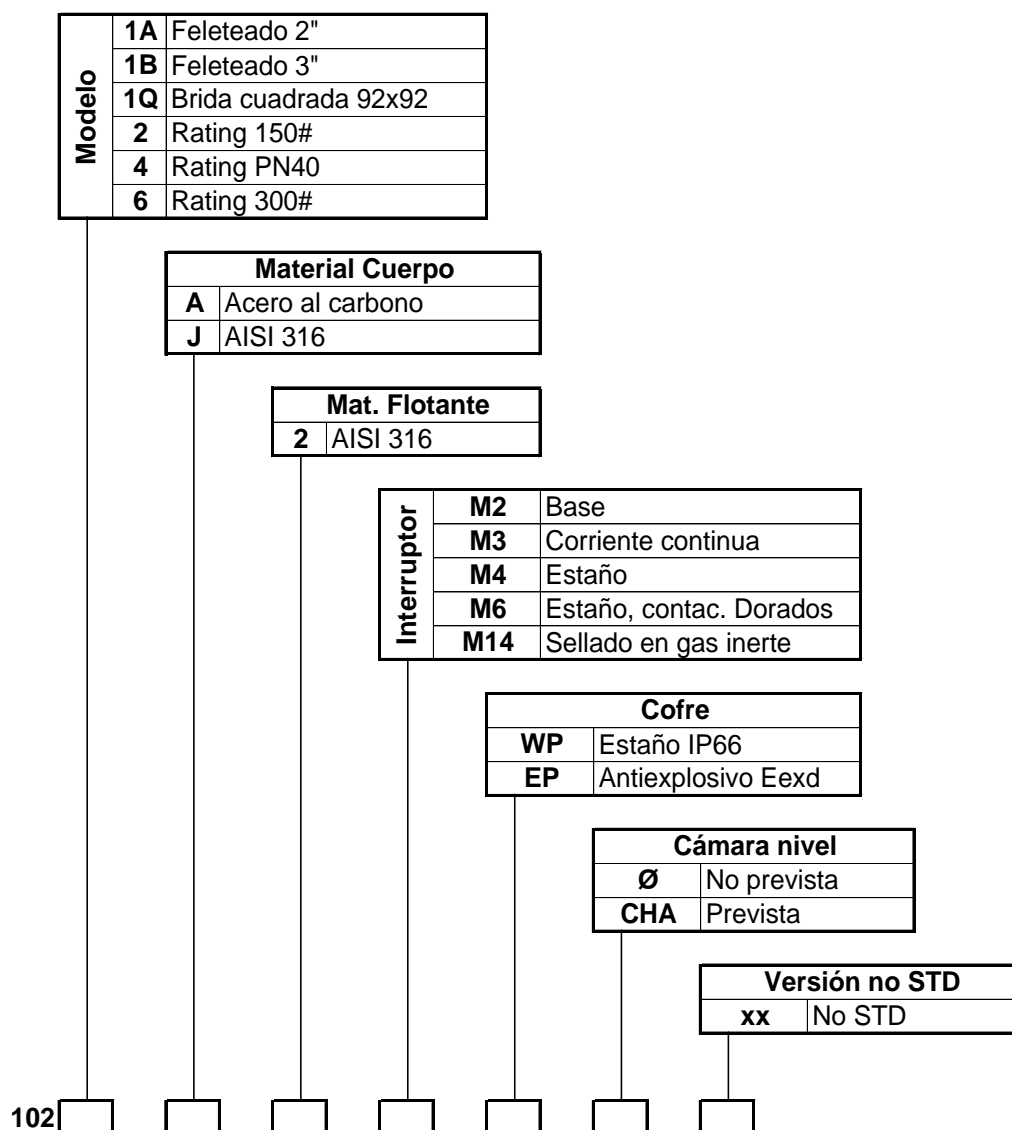 Modelo
1A Feleteado 2"
1B Feleteado 3"
1Q Brida cuadrada 92x92
2 Rating 150#
4 Rating PN40
6 Rating 300#
Material Cuerpo
A Acero al carbono
J AISI 316
Mat. Flotante
2 AISI 316
Interruptor
M2 Base
M3 Corriente continua
M4 Estaño
M6 Estaño, contac. Dorados
M14 Sellado en gas inerte
Cofre
WP Estaño IP66
EP Antiexplosivo Eexd
Cámara nivel
Ø No prevista
CHA Prevista
Versión no STD
xx No STD
102